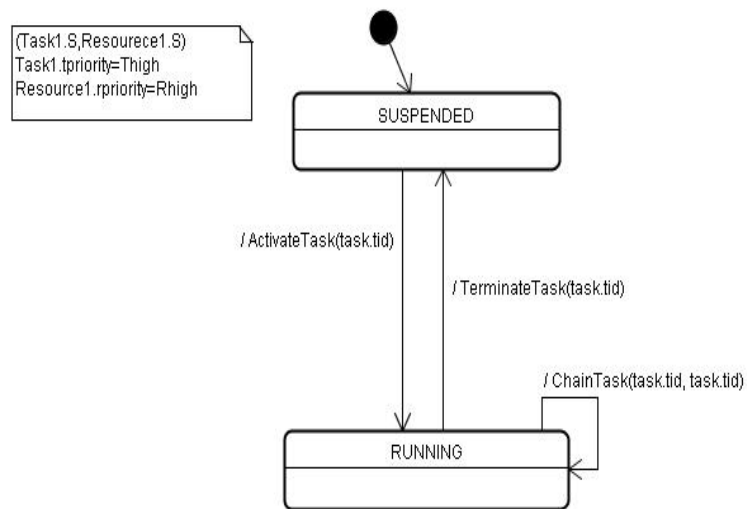 (Task1.S,Resourece1.S)
Task1.tpriority=Thigh
Resource1.rpriority=Rhigh
SUSPENDED
/ ActivateTask(task.tid)
/ TerminateTask(task.tid)
/ ChainTask(task.tid, task.tid)
RUNNING